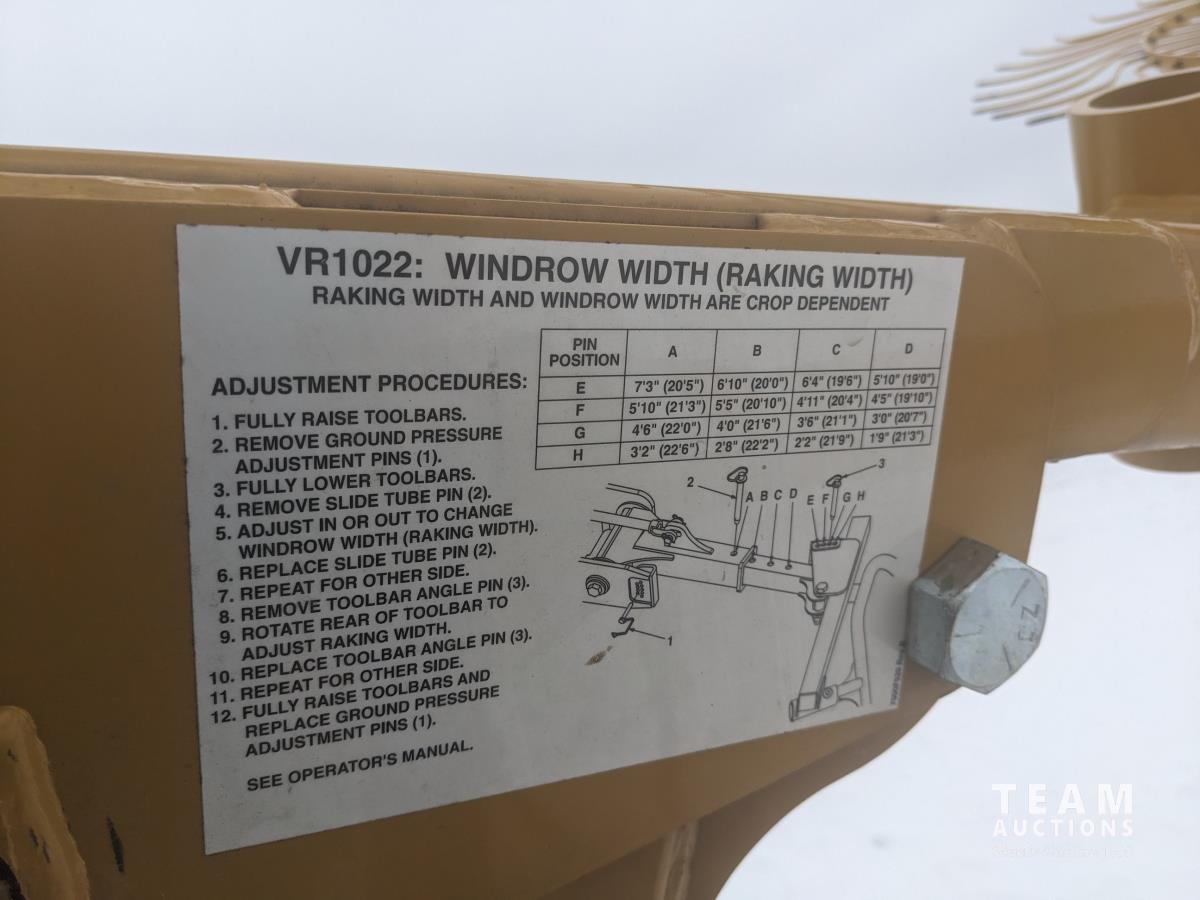 VR1022: WINDROW WIDTH (RAKING WIDTH)
RAKING WIDTH AND WINDROW WIDTH ARE CROP DEPENDENT
PIN POSITION A B C D
E 7'3" (20'5") 6'10" (20'0") 6'4" (19'6") 5'10" (19'0")
F 5'10" (21'3") 5'5" (20'10") 4'11" (20'4") 4'5" (19'10")
G 4'6" (22'0") 4'0" (21'6") 3'6" (21'1") 3'0" (20'7")
H 3'2" (22'6") 2'8" (22'2") 2'2" (21'9") 1'9" (21'3")
ADJUSTMENT PROCEDURES:
1. FULLY RAISE TOOLBARS.
2. REMOVE GROUND PRESSURE
ADJUSTMENT PINS (1).
3. FULLY LOWER TOOLBARS.
4. REMOVE SLIDE TUBE PIN (2).
5. ADJUST IN OR OUT TO CHANGE
WINDROW WIDTH (RAKING WIDTH).
6. REPLACE SLIDE TUBE PIN (2).
7. REPEAT FOR OTHER SIDE.
8. REMOVE TOOLBAR ANGLE PIN (3).
9. ROTATE REAR OF TOOLBAR TO
ADJUST RAKING WIDTH.
10. REPLACE TOOLBAR ANGLE PIN (3).
11. REPEAT FOR OTHER SIDE.
12. FULLY RAISE TOOLBARS AND
REPLACE GROUND PRESSURE
ADJUSTMENT PINS (1).
SEE OPERATOR'S MANUAL.
2
3
A B C D E F G H
1
TEAM
AUCTIONS